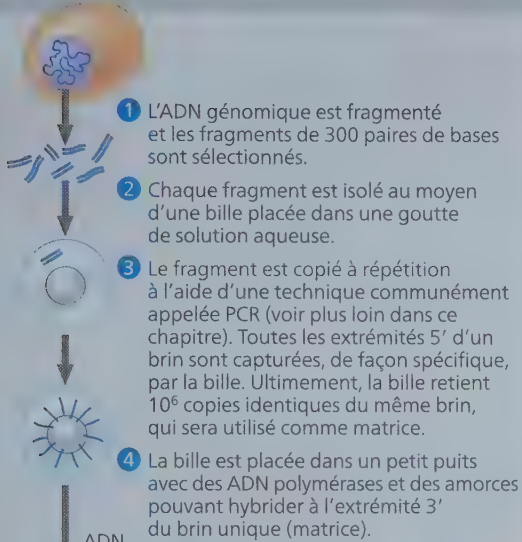 1 L'ADN génomique est fragmenté
et les fragments de 300 paires de bases
sont sélectionnés.
2 Chaque fragment est isolé au moyen
d'une bille placée dans une goutte
de solution aqueuse.
3 Le fragment est copié à répétition
à l'aide d'une technique communément
appelée PCR (voir plus loin dans ce
chapitre). Toutes les extrémités 5′ d'un
brin sont capturées, de façon spécifique,
par la bille. Ultimement, la bille retient
10⁶ copies identiques du même brin,
qui sera utilisé comme matrice.
4 La bille est placée dans un petit puits
avec des ADN polymérases et des amorces
pouvant hybrider à l'extrémité 3′
du brin unique (matrice).
ADN